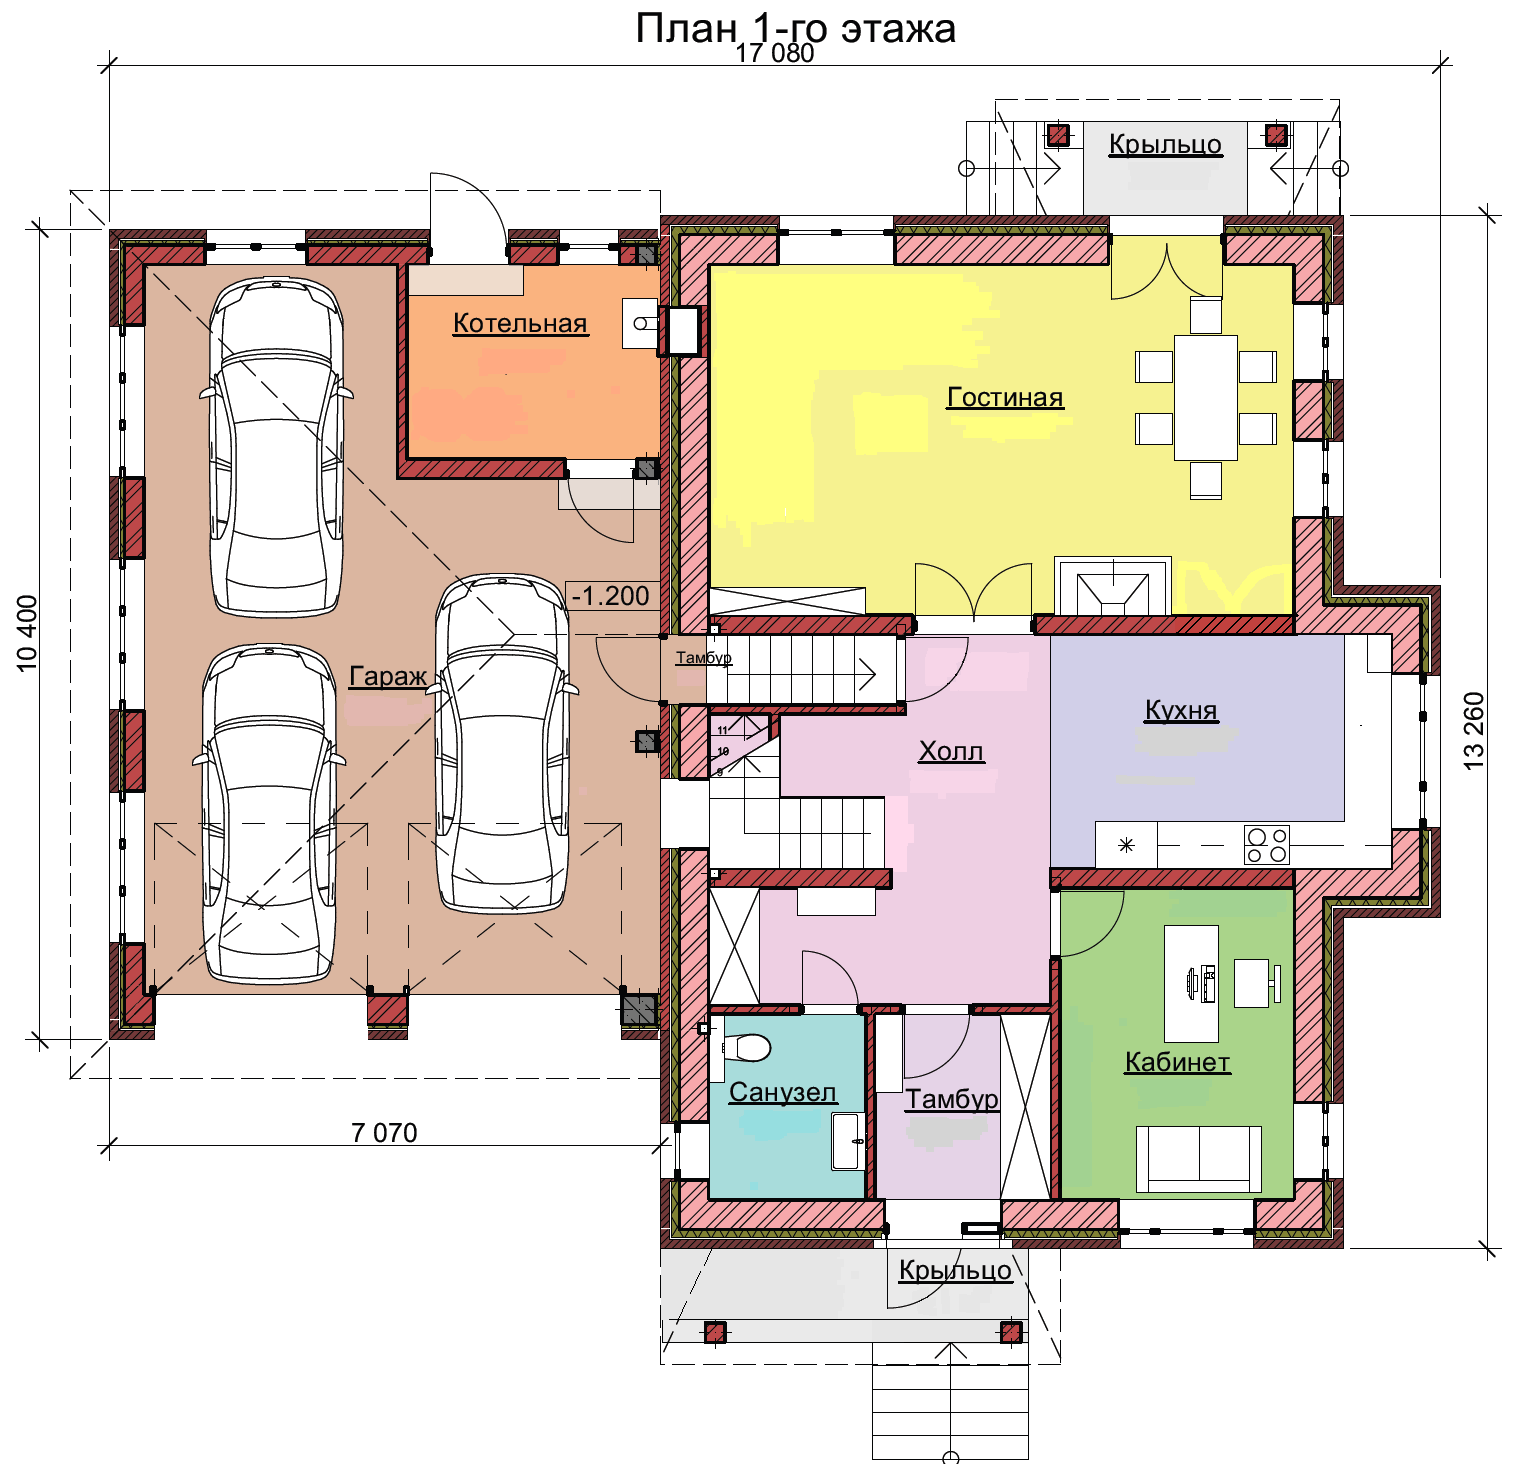 План 1-го этажа
17 080
Крыльцо
Котельная
Гостиная
-1.200
10 400
Тамбур
Гараж
Кухня
13 260
Холл
11
10
9
Кабинет
Санузел
Тамбур
7 070
Крыльцо